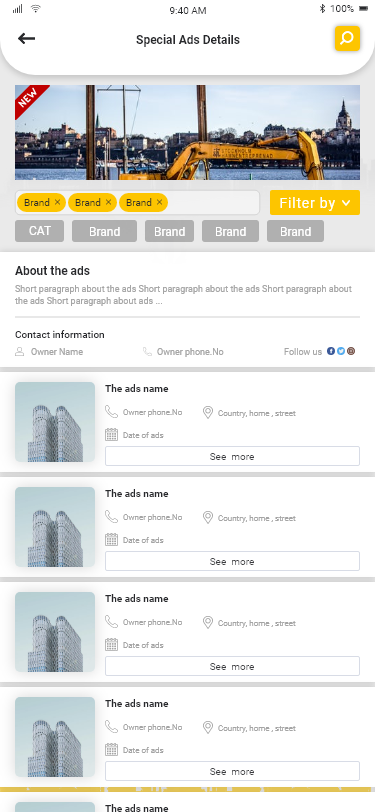 9:40 AM
100%
Special Ads Details
NEW
STOCKHOLM
Brand × Brand × Brand ×
Filter by
CAT Brand Brand Brand Brand
About the ads
Short paragraph about the ads Short paragraph about the ads Short paragraph about
the ads Short paragraph about ads ...
Contact information
Owner Name Owner phone.No Follow us
The ads name
Owner phone.No Country, home , street
Date of ads
See more
The ads name
Owner phone.No Country, home , street
Date of ads
See more
The ads name
Owner phone.No Country, home , street
Date of ads
See more
The ads name
Owner phone.No Country, home , street
Date of ads
See more
The ads name